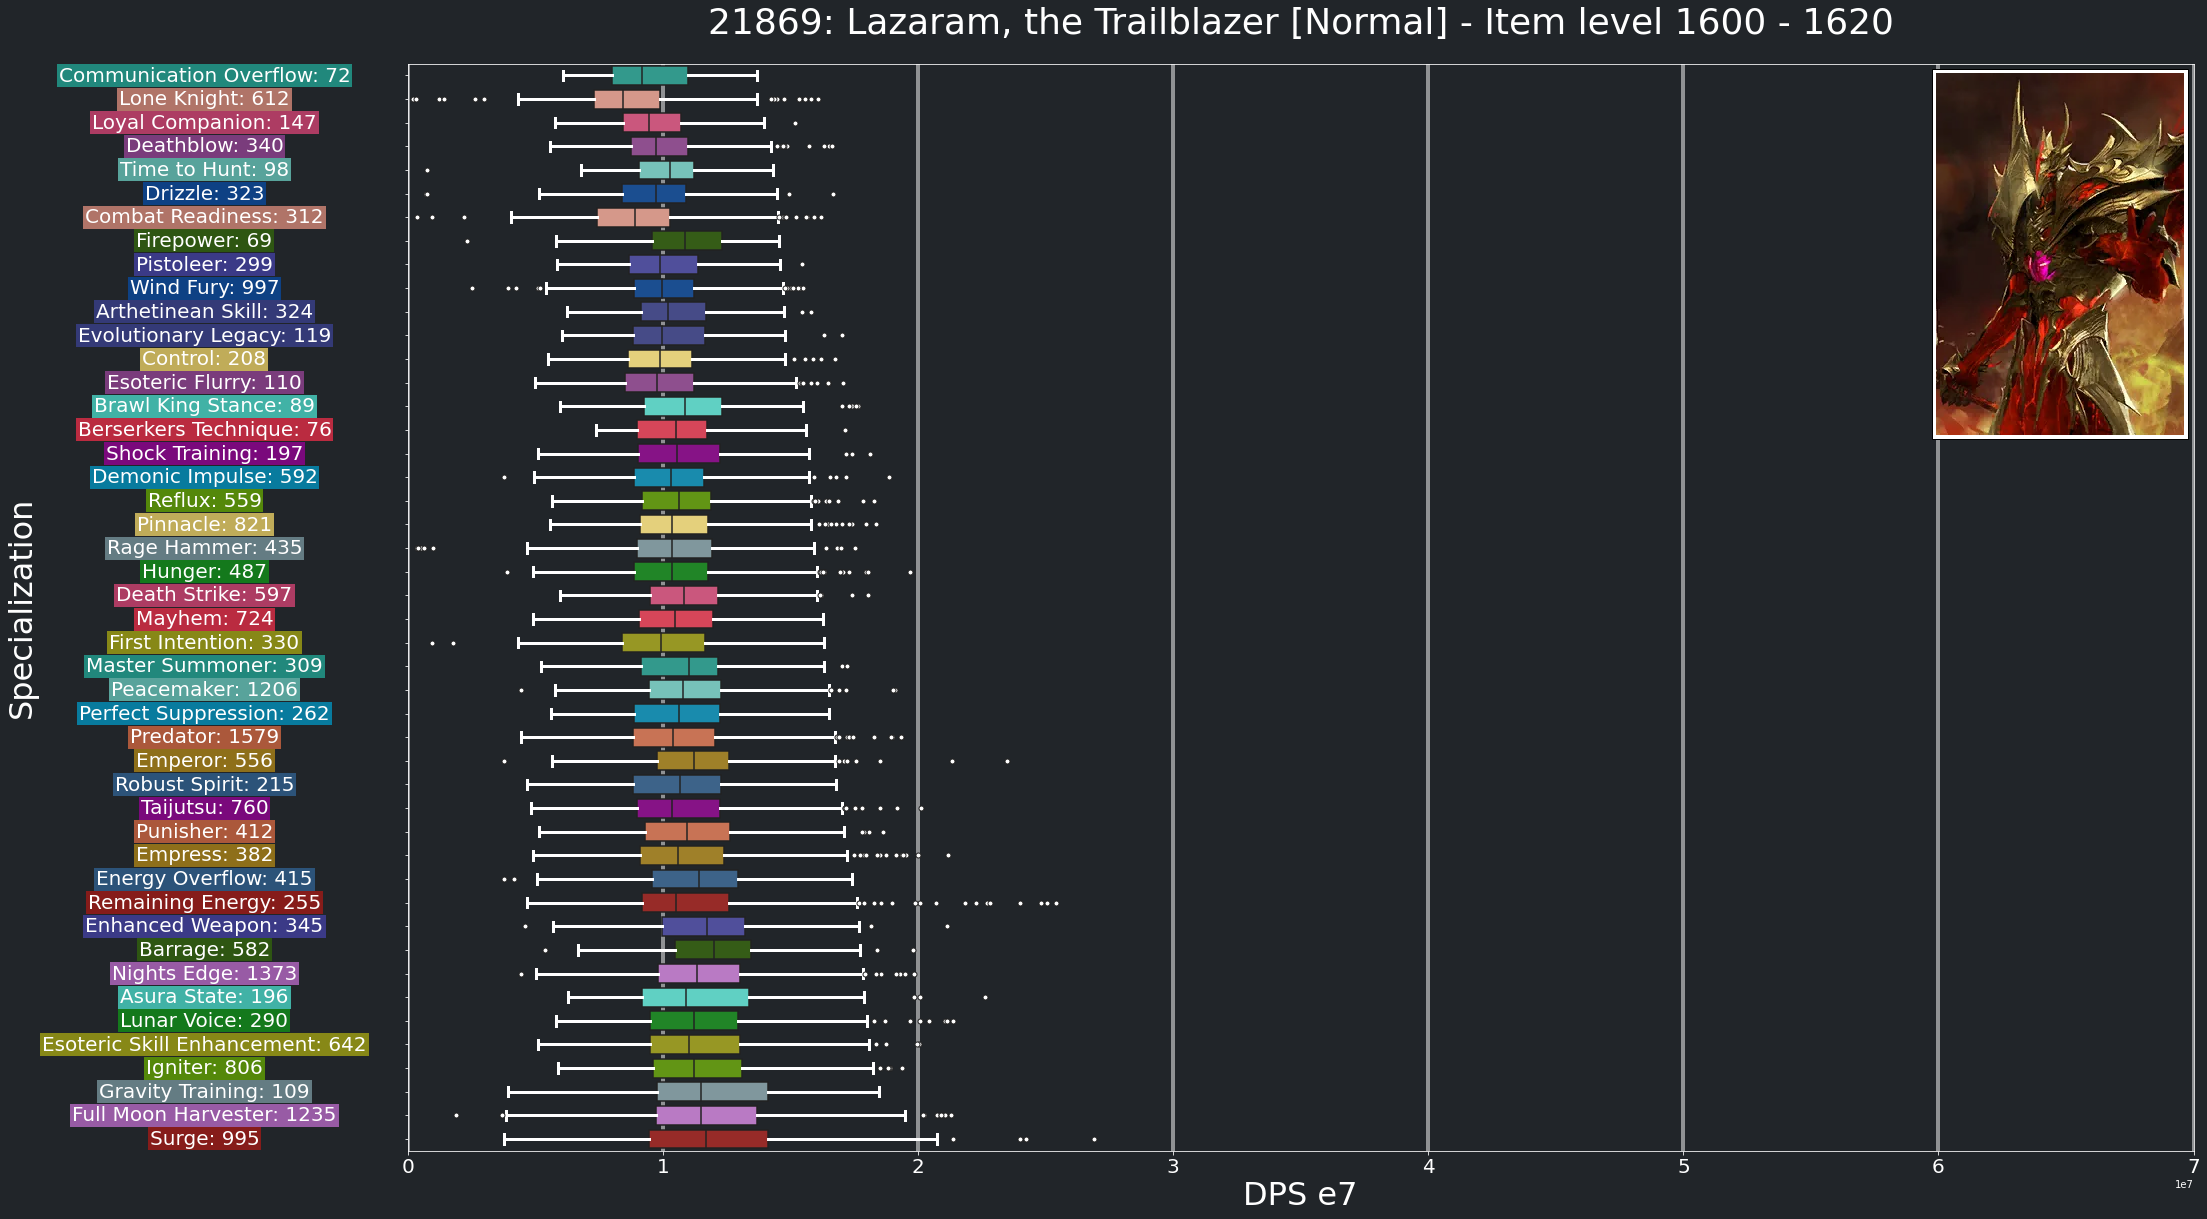 21869: Lazaram, the Trailblazer [Normal] - Item level 1600 - 1620
Communication Overflow: 72
Lone Knight: 612
Loyal Companion: 147
Deathblow: 340
Time to Hunt: 98
Drizzle: 323
Combat Readiness: 312
Firepower: 69
Pistoleer: 299
Wind Fury: 997
Arthetinean Skill: 324
Evolutionary Legacy: 119
Control: 208
Esoteric Flurry: 110
Brawl King Stance: 89
Berserkers Technique: 76
Shock Training: 197
Demonic Impulse: 592
Reflux: 559
Pinnacle: 821
Rage Hammer: 435
Hunger: 487
Death Strike: 597
Mayhem: 724
First Intention: 330
Master Summoner: 309
Peacemaker: 1206
Perfect Suppression: 262
Predator: 1579
Emperor: 556
Robust Spirit: 215
Taijutsu: 760
Punisher: 412
Empress: 382
Energy Overflow: 415
Remaining Energy: 255
Enhanced Weapon: 345
Barrage: 582
Nights Edge: 1373
Asura State: 196
Lunar Voice: 290
Esoteric Skill Enhancement: 642
Igniter: 806
Gravity Training: 109
Full Moon Harvester: 1235
Surge: 995
Specialization
0 1 2 3 4 5 6 7
1e7
DPS e7